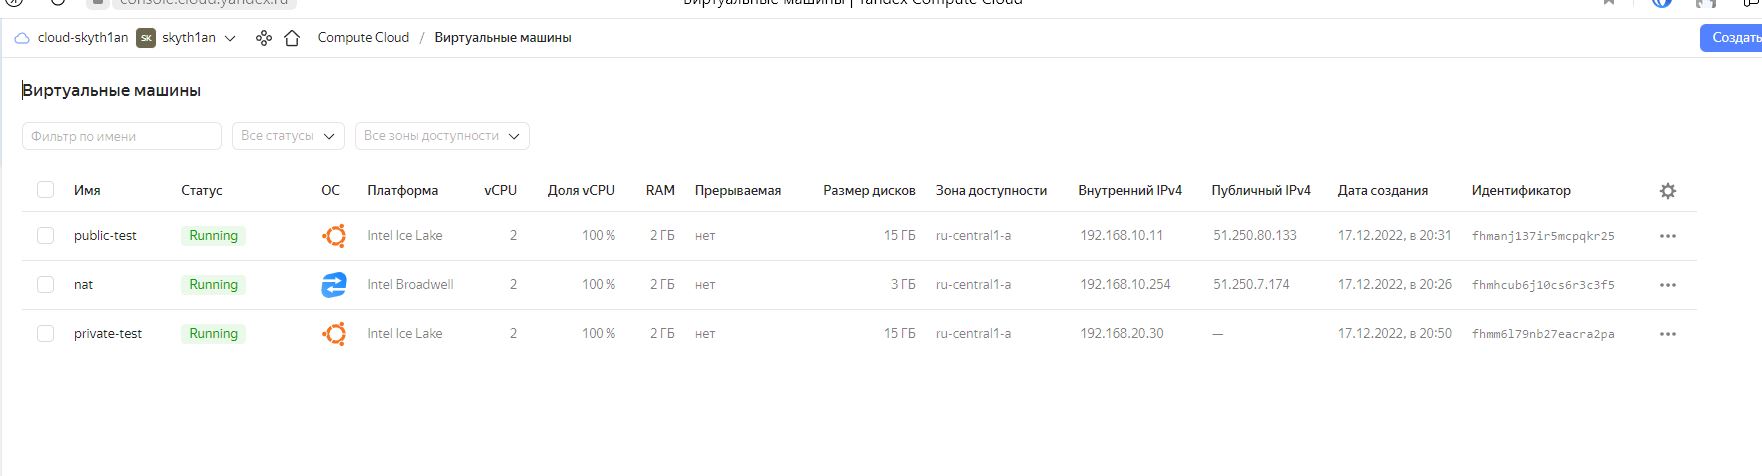 console.cloud.yandex.ru Виртуальные машины | Yandex Compute Cloud
cloud-skyth1an SK skyth1an Compute Cloud / Виртуальные машины Создать
Виртуальные машины
Фильтр по имени Все статусы Все зоны доступности
Имя Статус ОС Платформа vCPU Доля vCPU RAM Прерываемая Размер дисков Зона доступности Внутренний IPv4 Публичный IPv4 Дата создания Идентификатор
public-test Running Intel Ice Lake 2 100 % 2 ГБ нет 15 ГБ ru-central1-a 192.168.10.11 51.250.80.133 17.12.2022, в 20:31 fhmanj137ir5mcpqkr25
nat Running Intel Broadwell 2 100 % 2 ГБ нет 3 ГБ ru-central1-a 192.168.10.254 51.250.7.174 17.12.2022, в 20:26 fhmhcub6j10cs6r3c3f5
private-test Running Intel Ice Lake 2 100 % 2 ГБ нет 15 ГБ ru-central1-a 192.168.20.30 — 17.12.2022, в 20:50 fhmm6l79nb27eacra2pa